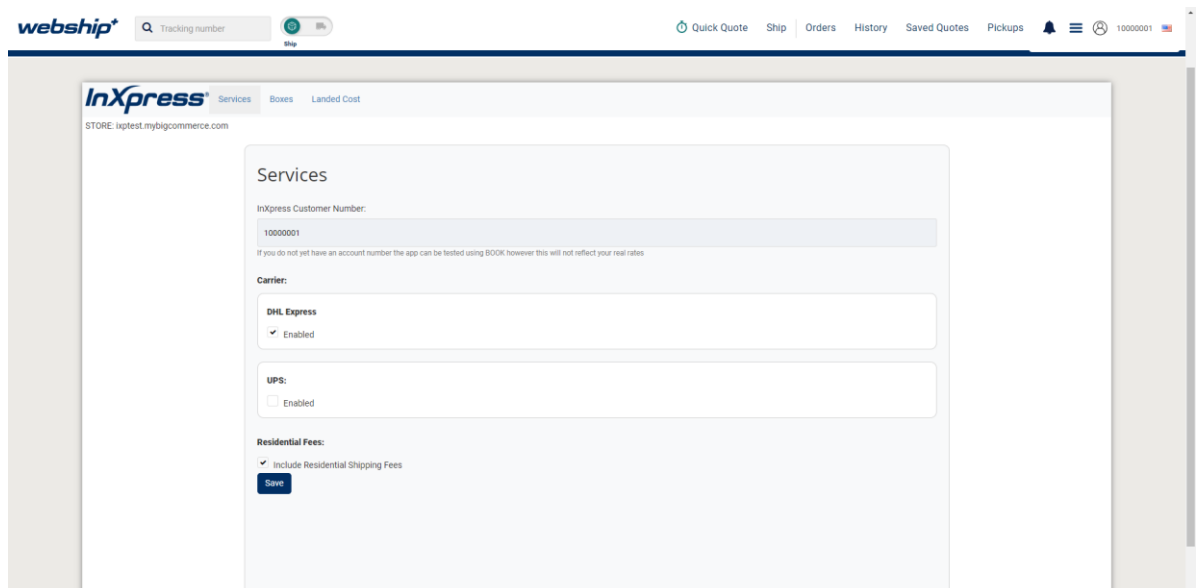 webship+ Tracking number Quick Quote Ship Orders History Saved Quotes Pickups 10000001
Ship
InXpress® Services Boxes Landed Cost
STORE: ixptest.mybigcommerce.com
Services
InXpress Customer Number:
10000001
If you do not yet have an account number the app can be tested using BOOK however this will not reflect your real rates
Carrier:
DHL Express
Enabled
UPS:
Enabled
Residential Fees:
Include Residential Shipping Fees
Save